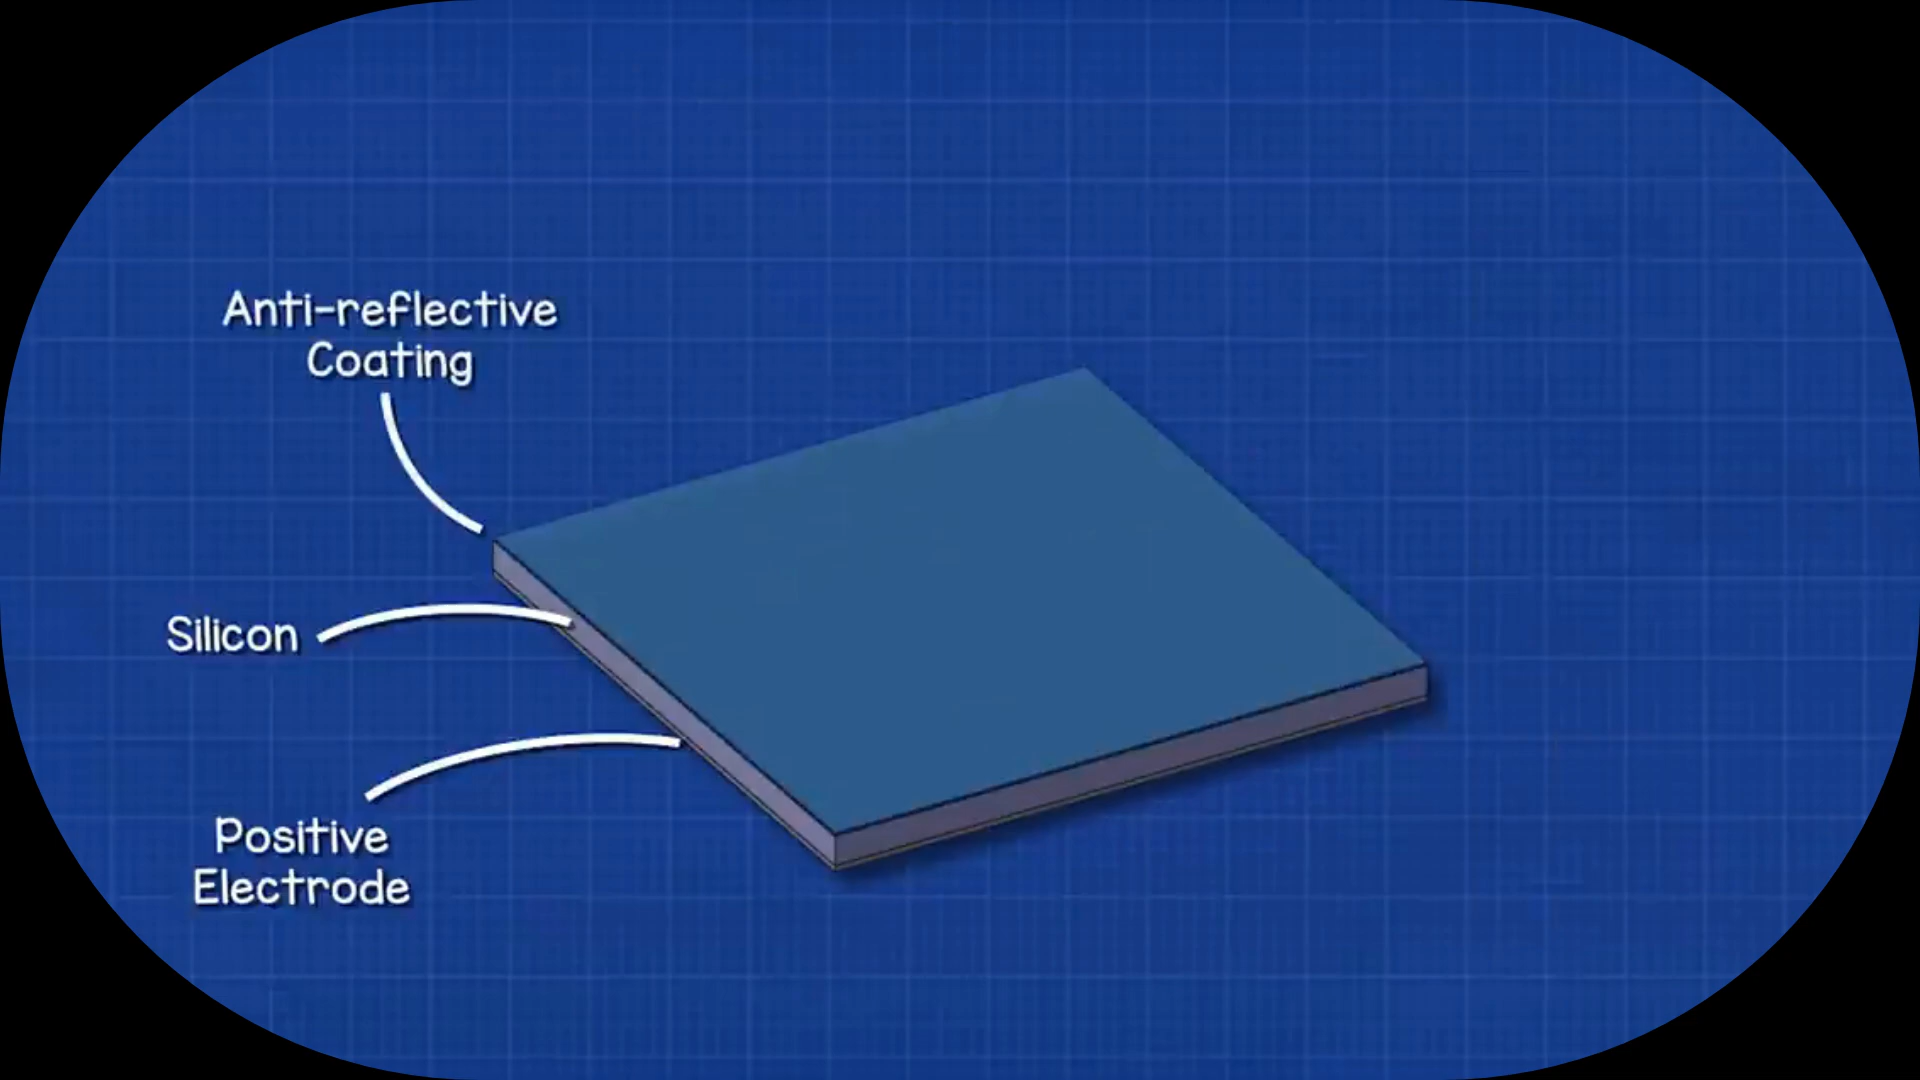 Anti-reflective
Coating
Silicon
Positive
Electrode